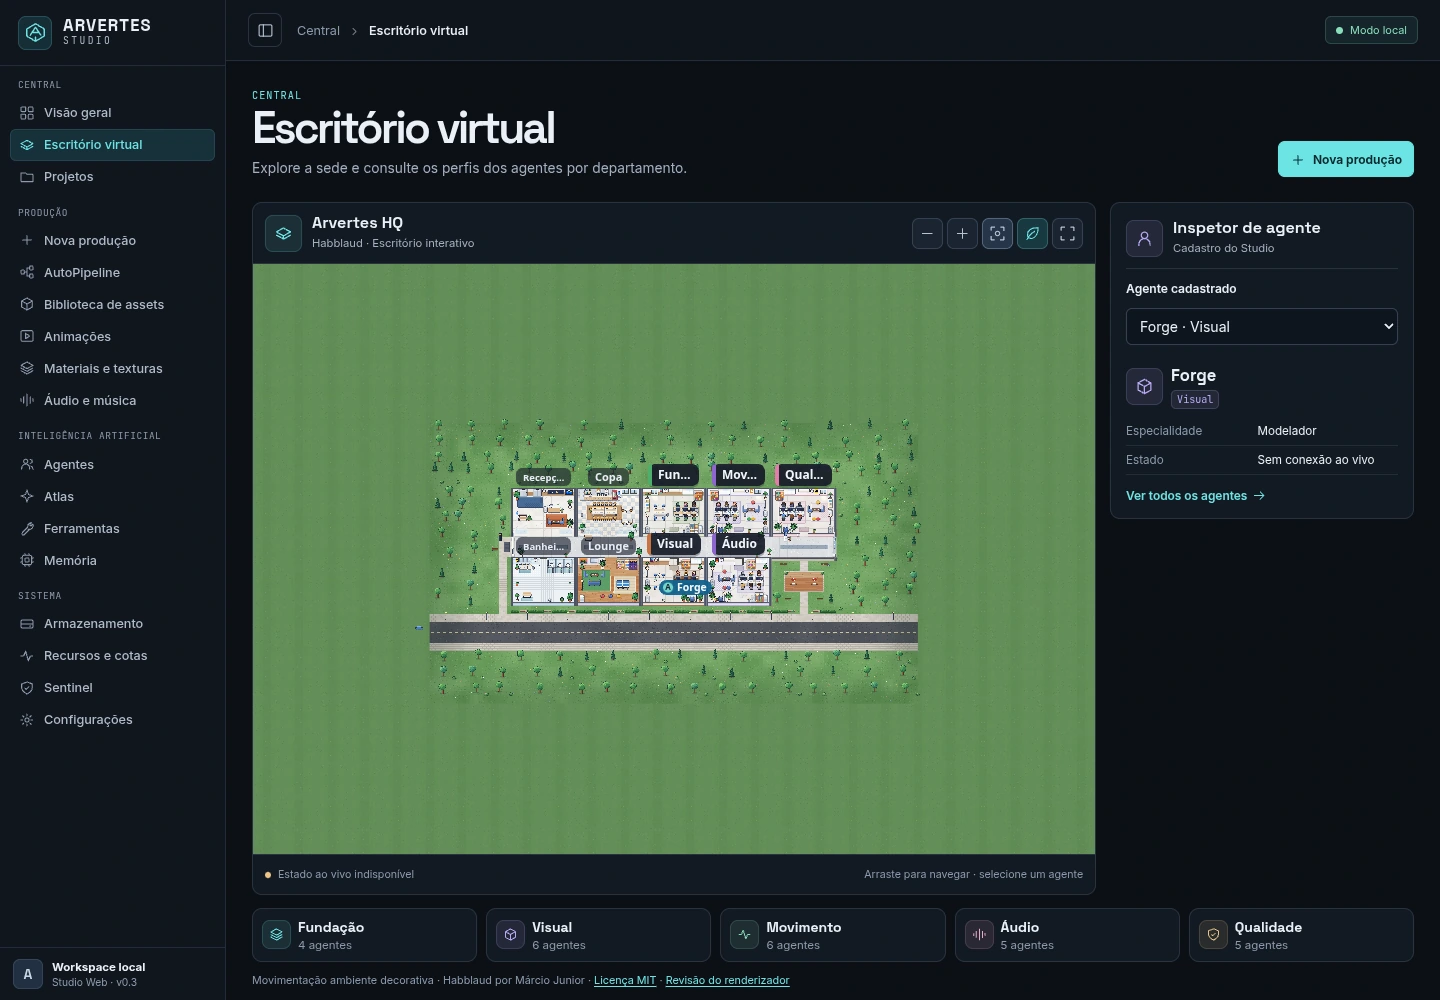 ARVERTES
STUDIO
CENTRAL
Visão geral
Escritório virtual
Projetos
PRODUÇÃO
Nova produção
AutoPipeline
Biblioteca de assets
Animações
Materiais e texturas
Áudio e música
INTELIGÊNCIA ARTIFICIAL
Agentes
Atlas
Ferramentas
Memória
SISTEMA
Armazenamento
Recursos e cotas
Sentinel
Configurações
A
Workspace local
Studio Web · v0.3
Central
Escritório virtual
Modo local
CENTRAL
Escritório virtual
Explore a sede e consulte os perfis dos agentes por departamento.
Nova produção
Arvertes HQ
Habblaud · Escritório interativo
Recepç...
Copa
Fun...
Mov...
Qual...
Banhei...
Lounge
Visual
Áudio
A Forge
Estado ao vivo indisponível
Arraste para navegar · selecione um agente
Inspetor de agente
Cadastro do Studio
Agente cadastrado
Forge · Visual
Forge
Visual
Especialidade Modelador
Estado Sem conexão ao vivo
Ver todos os agentes →
Fundação
4 agentes
Visual
6 agentes
Movimento
6 agentes
Áudio
5 agentes
Qualidade
5 agentes
Movimentação ambiente decorativa · Habblaud por Márcio Junior · Licença MIT · Revisão do renderizador